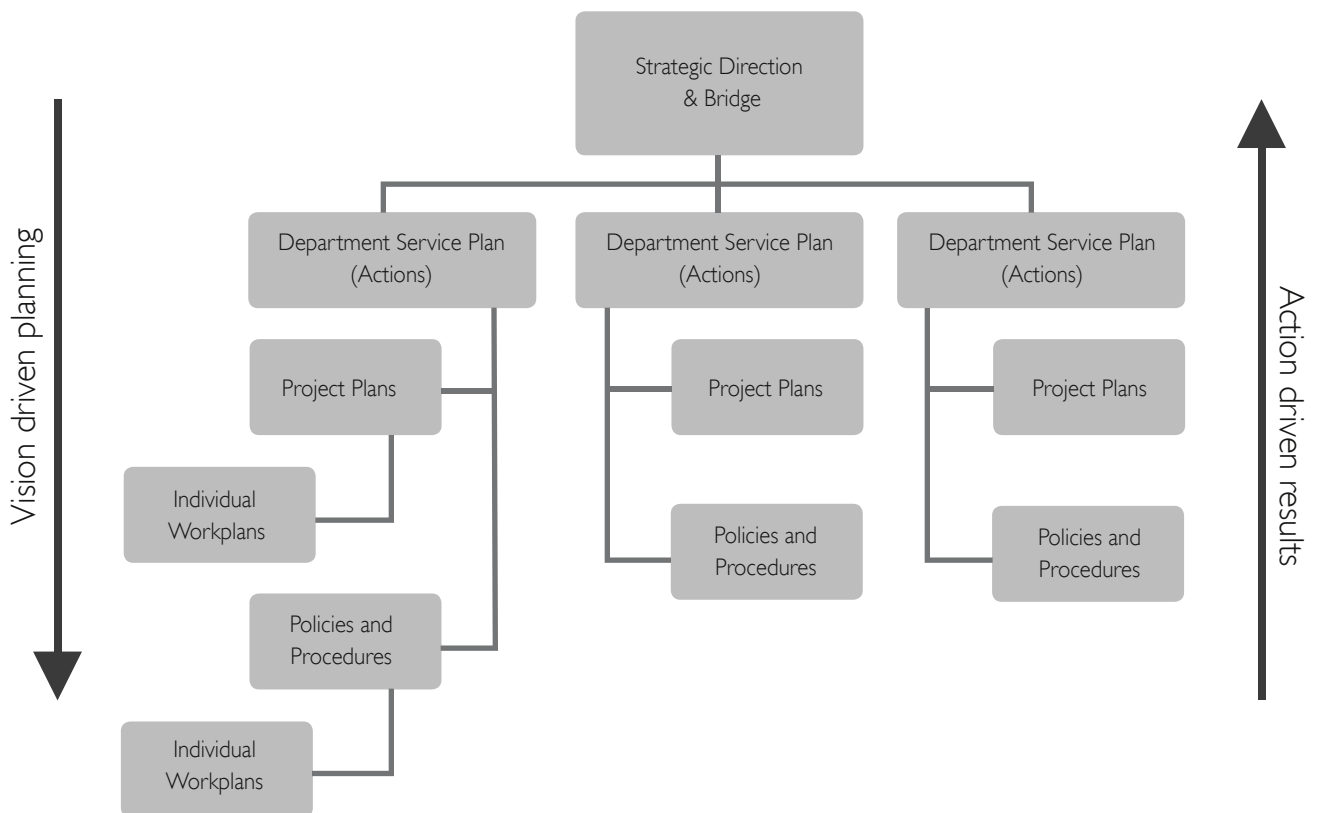 Strategic Direction
& Bridge
Vision driven planning
Action driven results
Department Service Plan
(Actions)
Department Service Plan
(Actions)
Department Service Plan
(Actions)
Project Plans
Project Plans
Project Plans
Individual
Workplans
Policies and
Procedures
Policies and
Procedures
Policies and
Procedures
Individual
Workplans